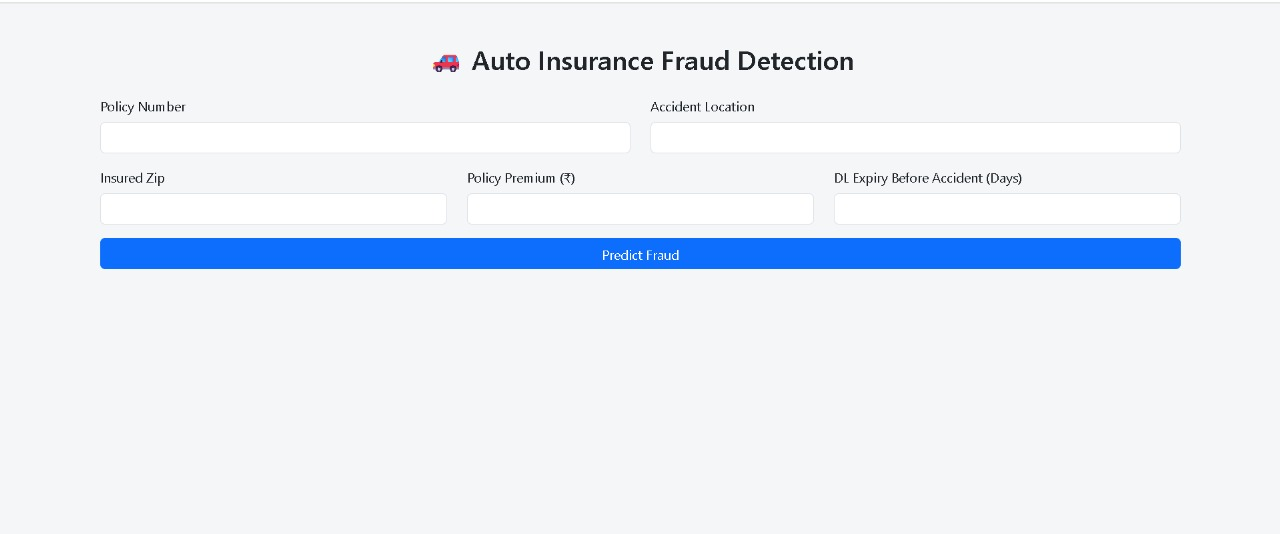 🚗 Auto Insurance Fraud Detection
Policy Number Accident Location
Insured Zip Policy Premium (₹) DL Expiry Before Accident (Days)
Predict Fraud